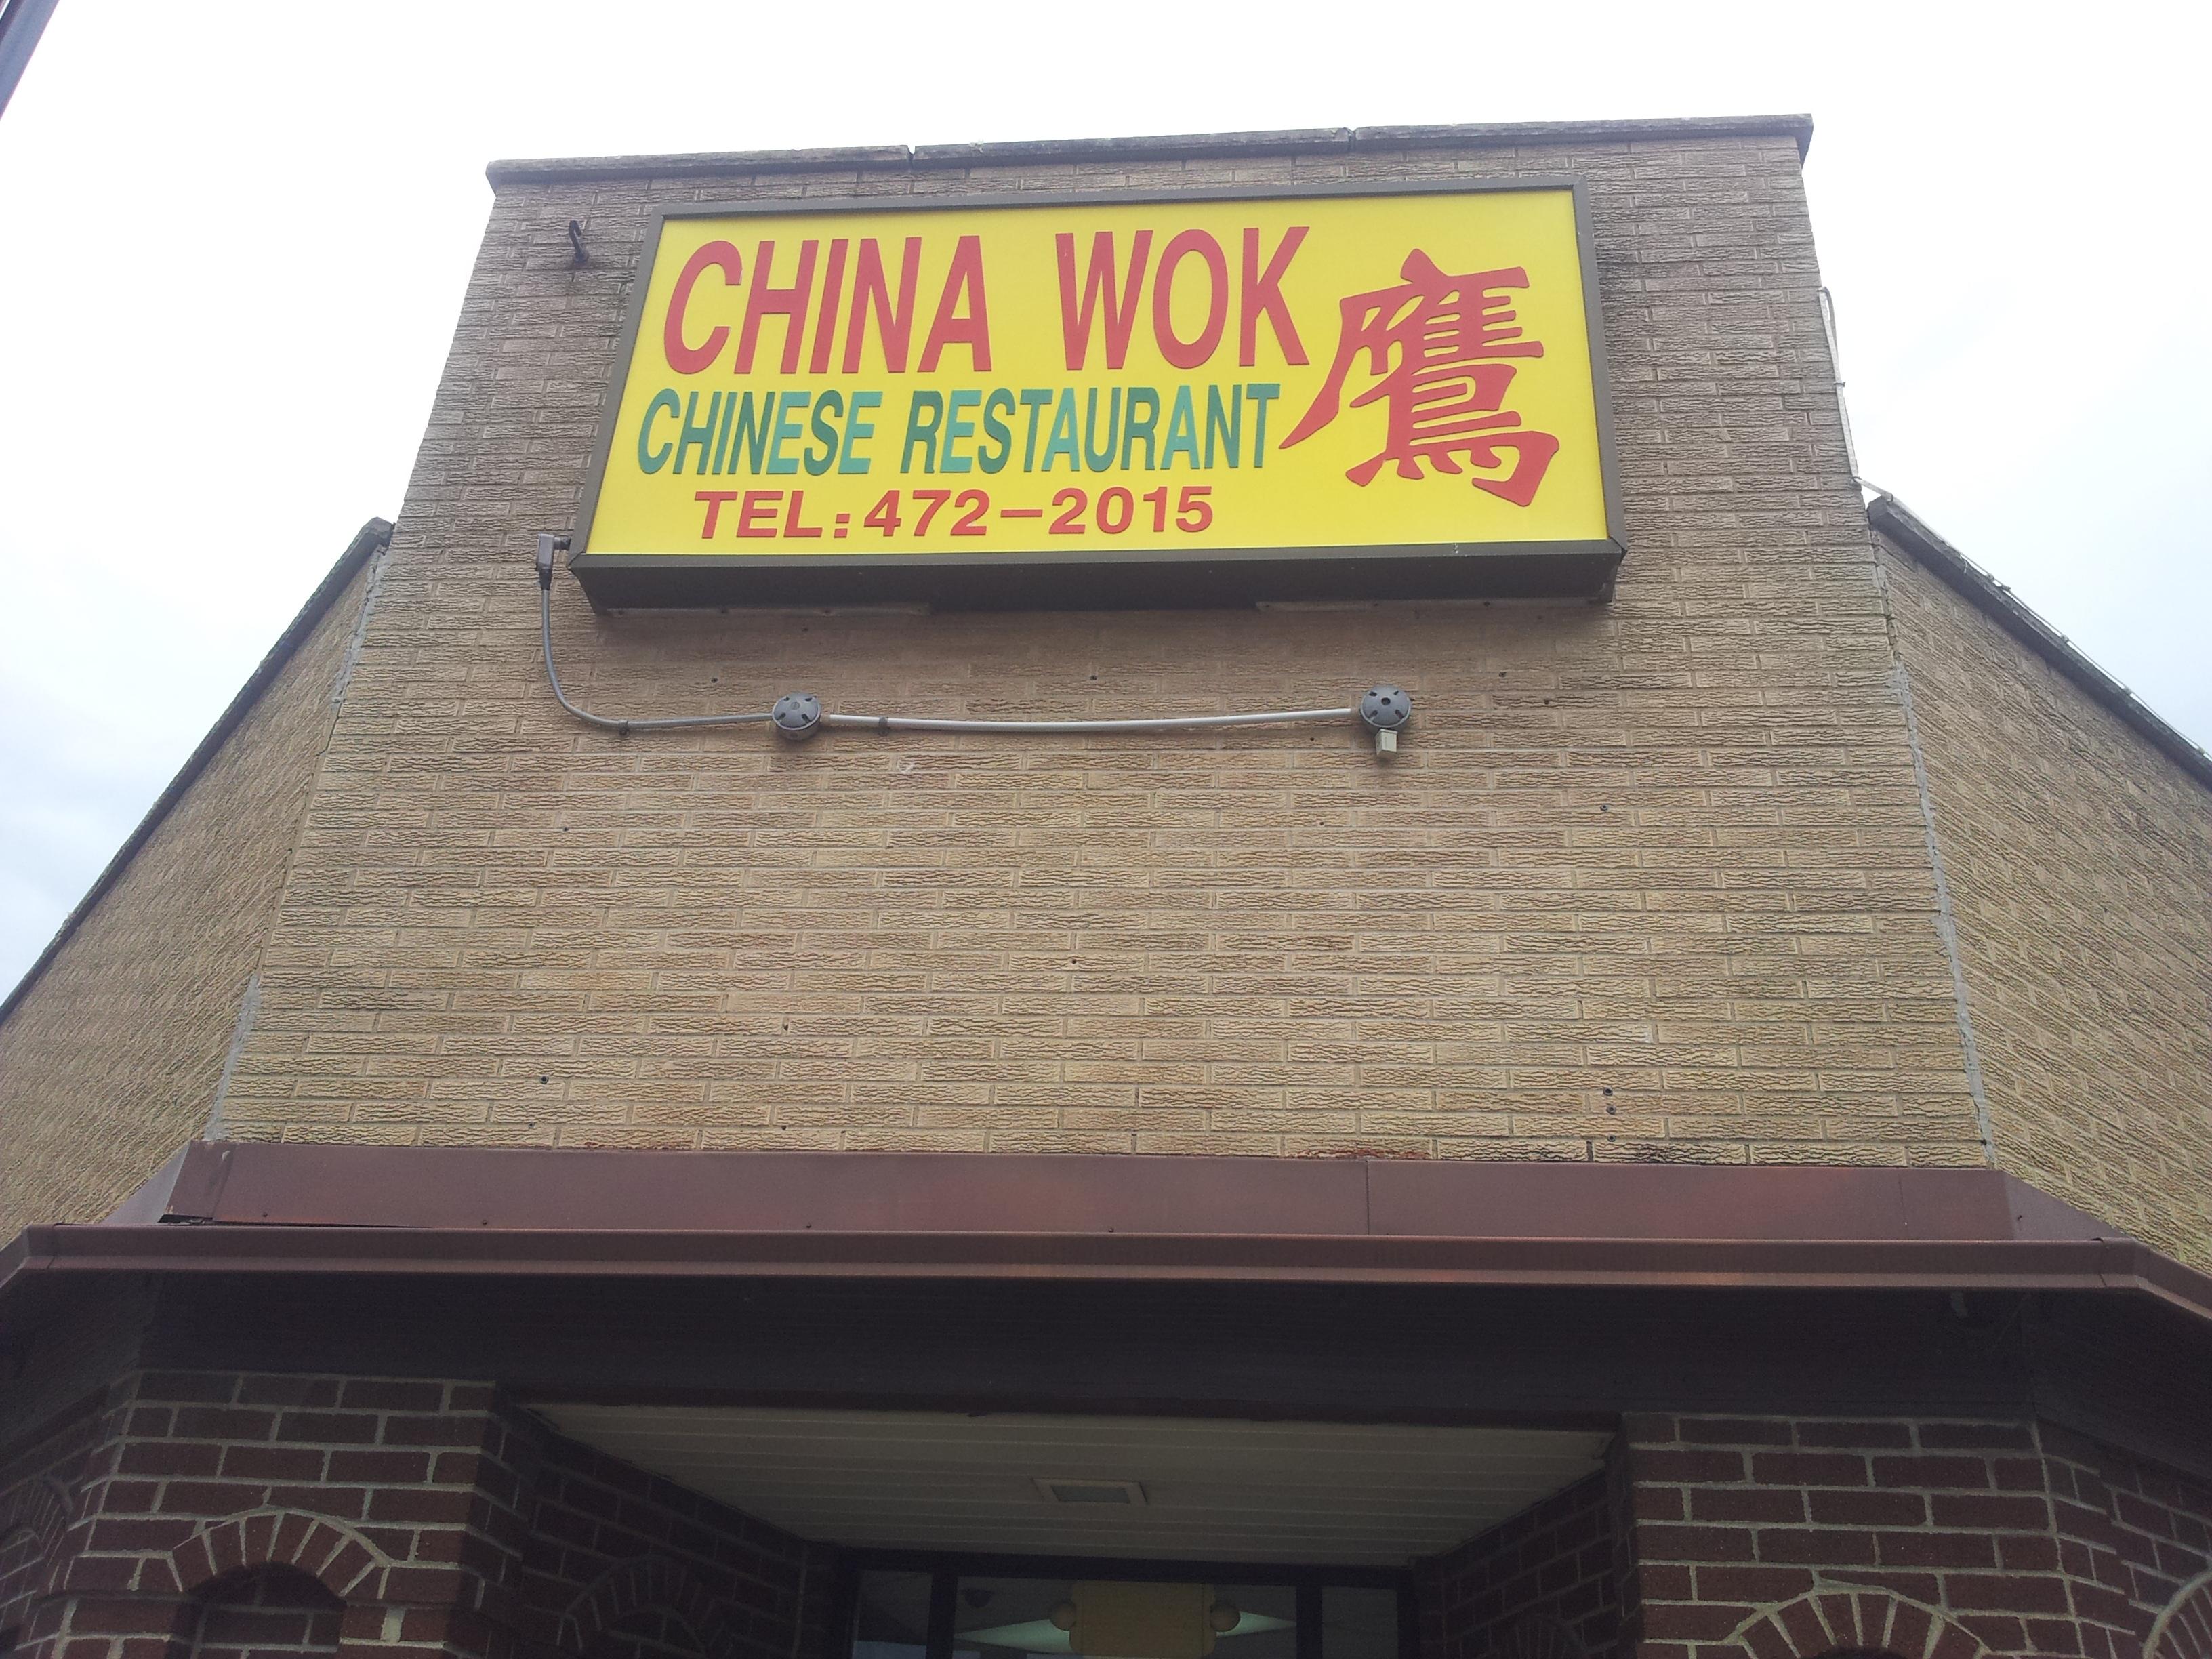 CHINA WOK
鷹
CHINESE RESTAURANT
TEL: 472-2015